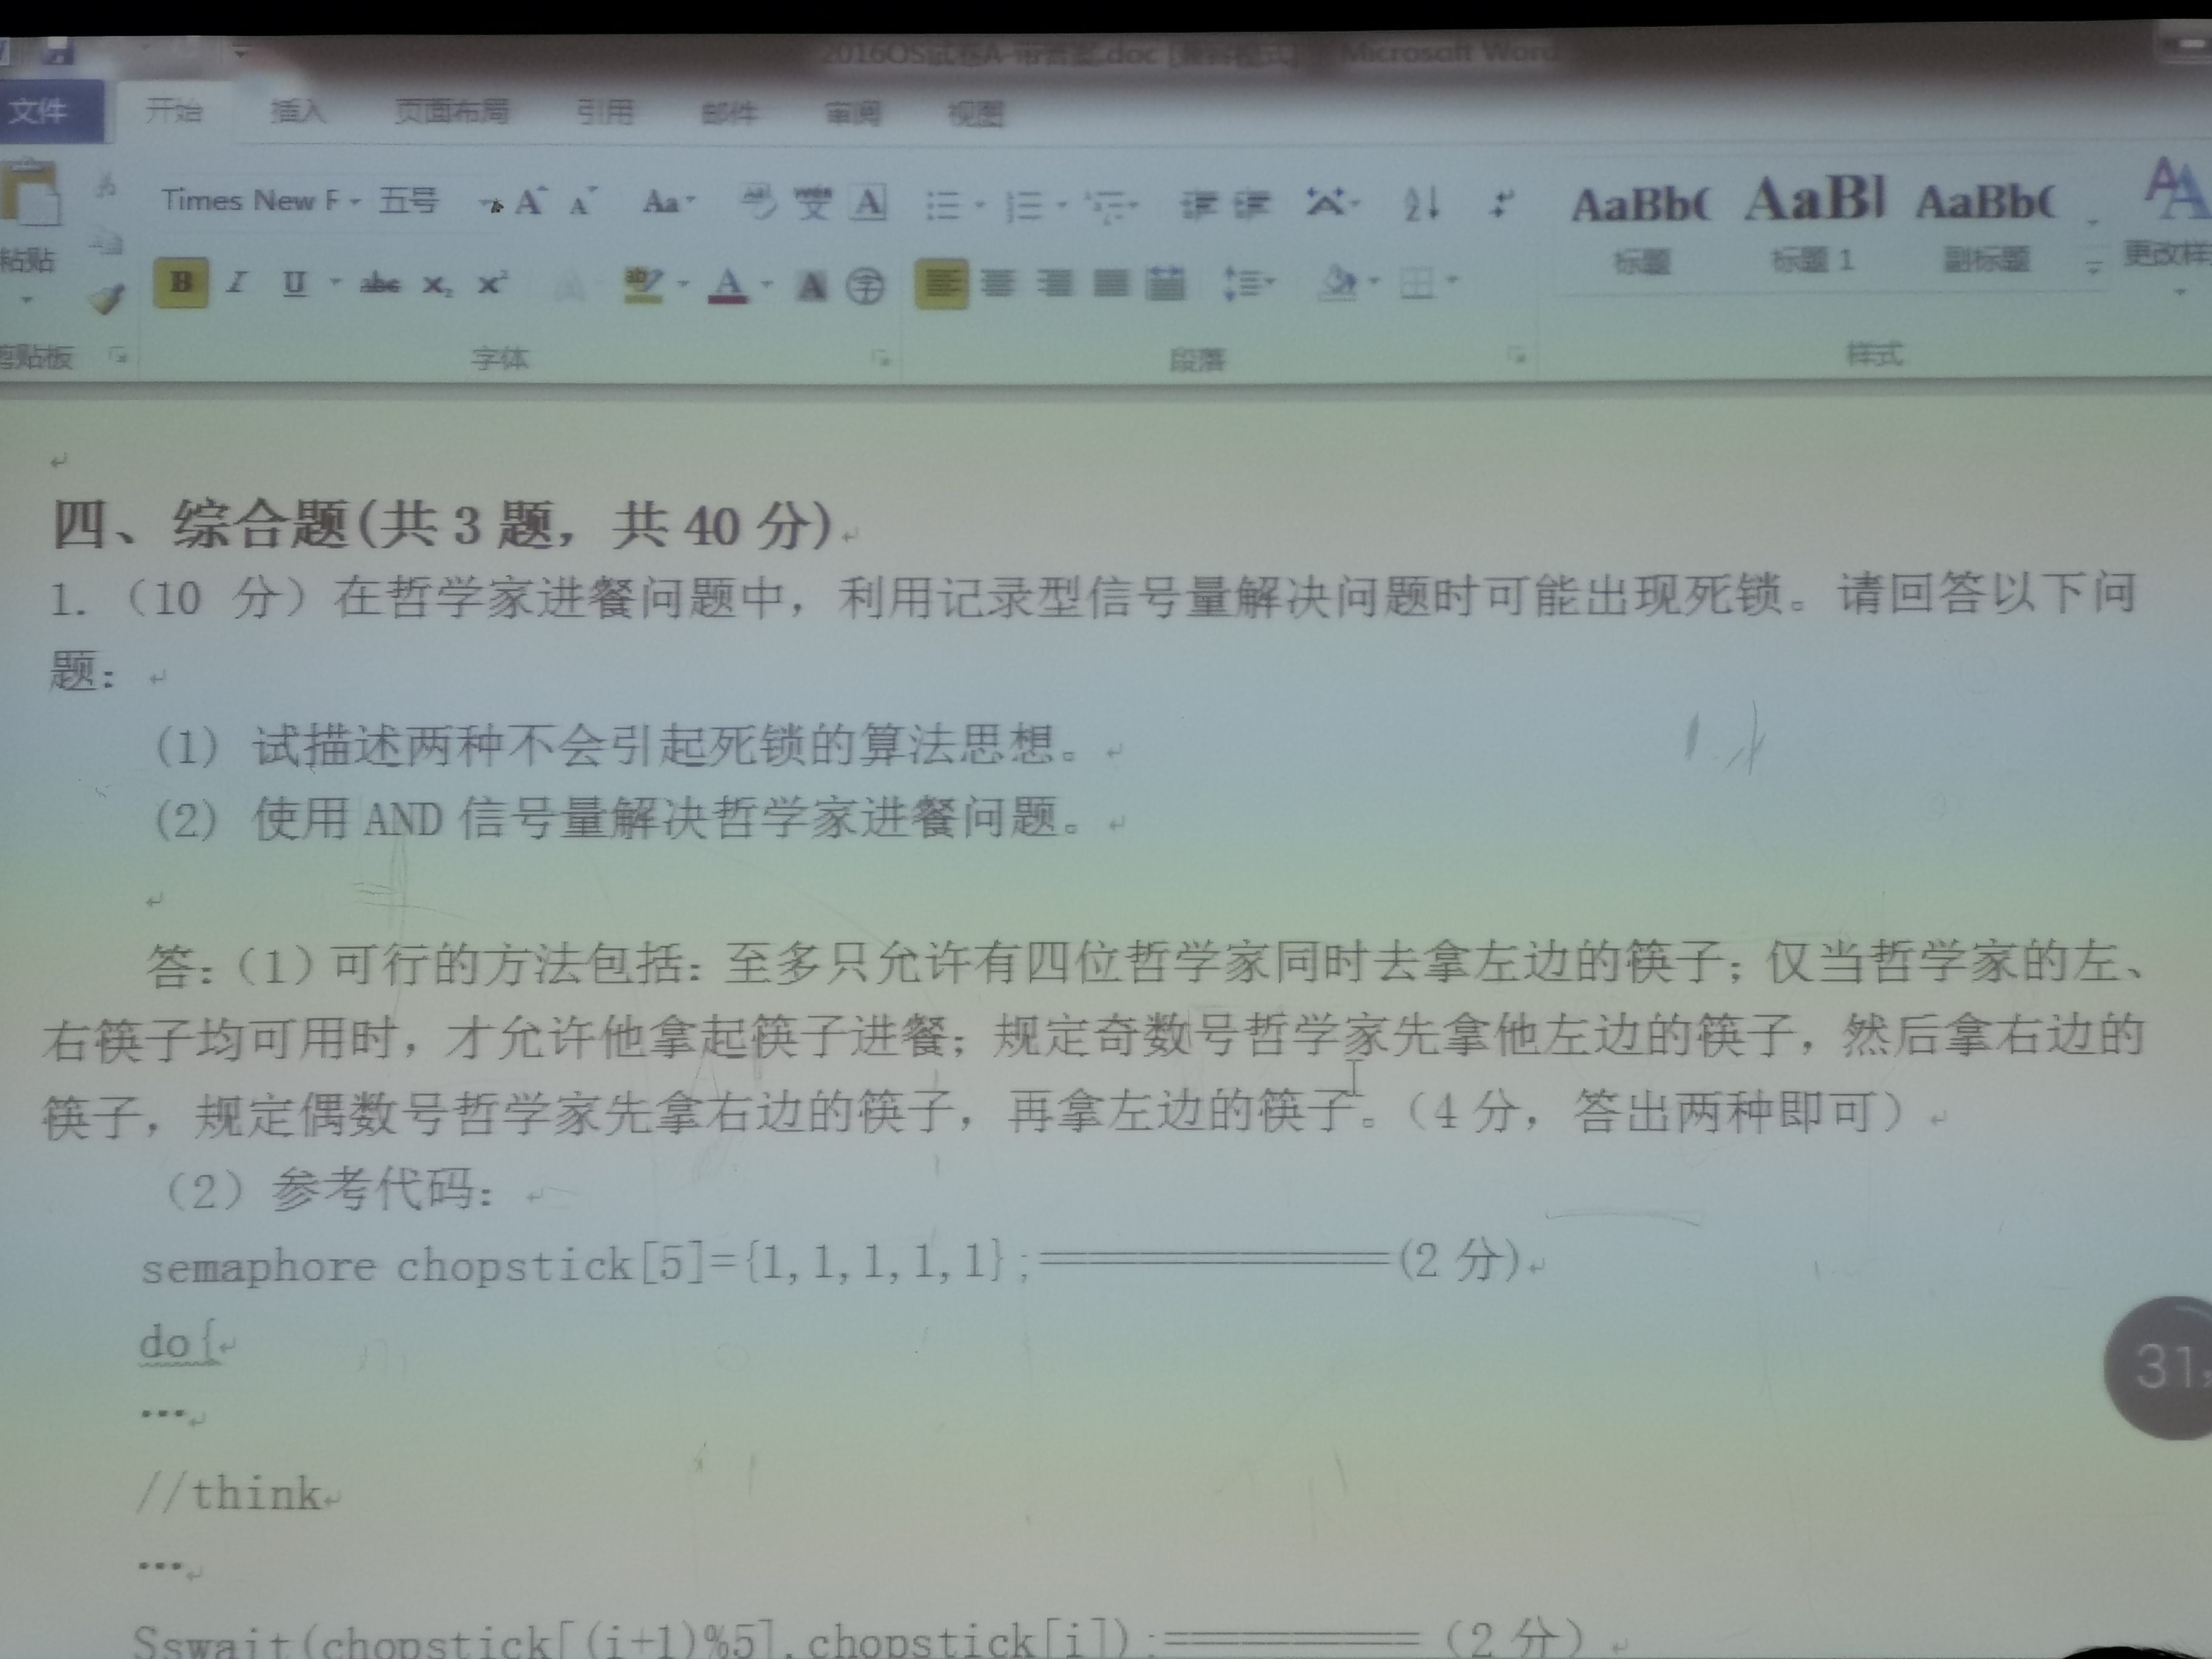 2016OS试卷A-带答案.doc [兼容模式] - Microsoft Word
文件 开始 插入 页面布局 引用 邮件 审阅 视图
Times New F 五号 A A Aa A AaBb( AaBl AaBb(
粘贴 标题 标题 1 副标题 更改样
B I U abe x₂ x² A A 字
剪贴板 字体 段落 样式
四、综合题(共 3 题，共 40 分)
1.（10 分）在哲学家进餐问题中，利用记录型信号量解决问题时可能出现死锁。请回答以下问
题：
(1) 试描述两种不会引起死锁的算法思想。
(2) 使用 AND 信号量解决哲学家进餐问题。
答：（1）可行的方法包括：至多只允许有四位哲学家同时去拿左边的筷子；仅当哲学家的左、
右筷子均可用时，才允许他拿起筷子进餐；规定奇数号哲学家先拿他左边的筷子，然后拿右边的
筷子，规定偶数号哲学家先拿右边的筷子，再拿左边的筷子。（4 分，答出两种即可）
（2）参考代码：
semaphore chopstick[5]={1,1,1,1,1};══════════(2 分)
do{
…
//think
…
31
Sswait(chopstick[(i+1)%5],chopstick[i]);═══════（2 分）